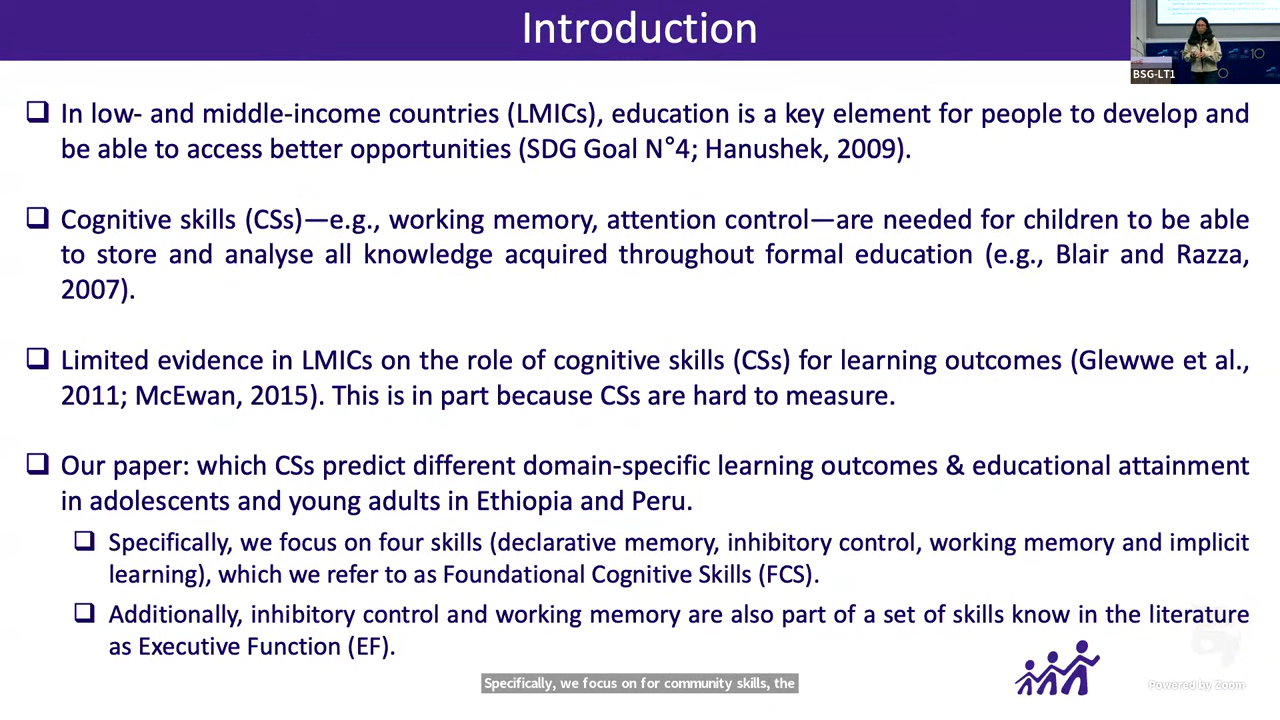 Introduction
BSG-LT1
❑ In low- and middle-income countries (LMICs), education is a key element for people to develop and
be able to access better opportunities (SDG Goal N°4; Hanushek, 2009).
❑ Cognitive skills (CSs)—e.g., working memory, attention control—are needed for children to be able
to store and analyse all knowledge acquired throughout formal education (e.g., Blair and Razza,
2007).
❑ Limited evidence in LMICs on the role of cognitive skills (CSs) for learning outcomes (Glewwe et al.,
2011; McEwan, 2015). This is in part because CSs are hard to measure.
❑ Our paper: which CSs predict different domain-specific learning outcomes & educational attainment
in adolescents and young adults in Ethiopia and Peru.
❑ Specifically, we focus on four skills (declarative memory, inhibitory control, working memory and implicit
learning), which we refer to as Foundational Cognitive Skills (FCS).
❑ Additionally, inhibitory control and working memory are also part of a set of skills know in the literature
as Executive Function (EF).
Specifically, we focus on for community skills, the
Powered by Zoom